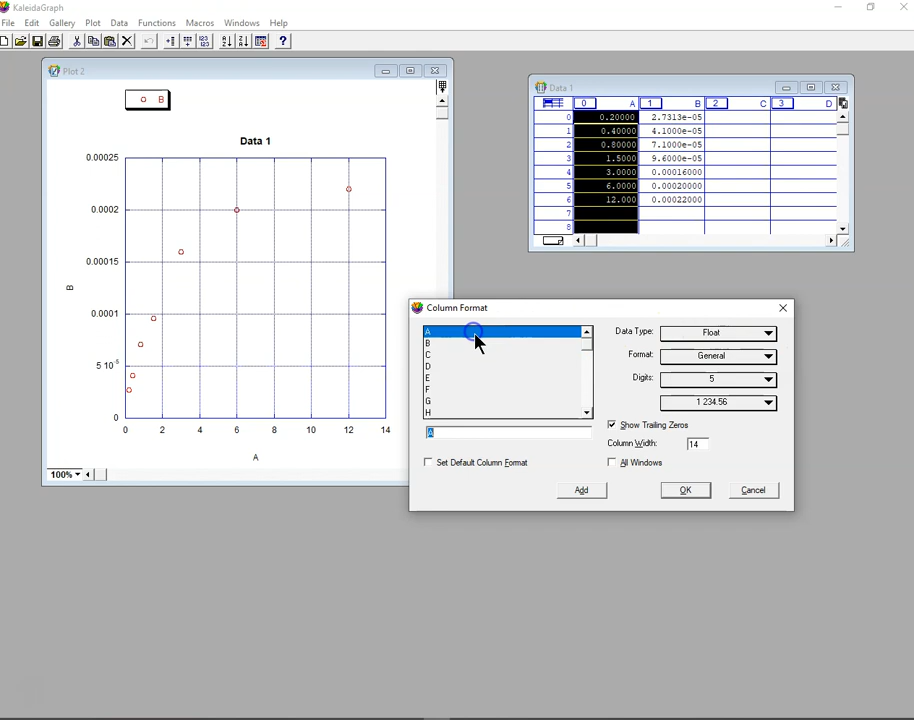 KaleidaGraph
File Edit Gallery Plot Data Functions Macros Windows Help
Plot 2
B
Data 1
0.00025
0.0002
0.00015
0.0001
5 10⁻⁵
0
B
0 2 4 6 8 10 12 14
A
100%
Data 1
0 A 1 B 2 C 3 D
0 0.20000 2.7313e-05
1 0.40000 4.1000e-05
2 0.80000 7.1000e-05
3 1.5000 9.6000e-05
4 3.0000 0.00016000
5 6.0000 0.00020000
6 12.000 0.00022000
7
8
Column Format
A
B
C
D
E
F
G
H
A
Set Default Column Format
Data Type: Float
Format: General
Digits: 5
1 234.56
Show Trailing Zeros
Column Width: 14
All Windows
Add OK Cancel